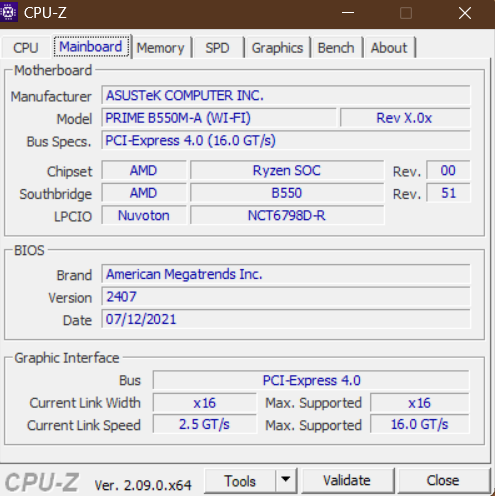 CPU-Z
CPU Mainboard Memory SPD Graphics Bench About
Motherboard
Manufacturer ASUSTeK COMPUTER INC.
Model PRIME B550M-A (WI-FI) Rev X.0x
Bus Specs. PCI-Express 4.0 (16.0 GT/s)
Chipset AMD Ryzen SOC Rev. 00
Southbridge AMD B550 Rev. 51
LPCIO Nuvoton NCT6798D-R
BIOS
Brand American Megatrends Inc.
Version 2407
Date 07/12/2021
Graphic Interface
Bus PCI-Express 4.0
Current Link Width x16 Max. Supported x16
Current Link Speed 2.5 GT/s Max. Supported 16.0 GT/s
CPU-Z Ver. 2.09.0.x64 Tools Validate Close